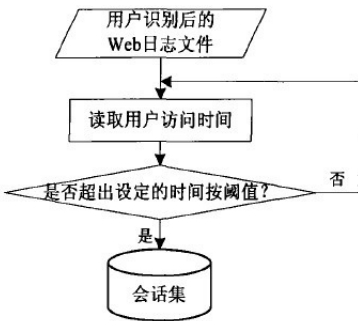 用户识别后的
Web日志文件
读取用户访问时间
是否超出设定的时间按阈值?
否
是
会话集